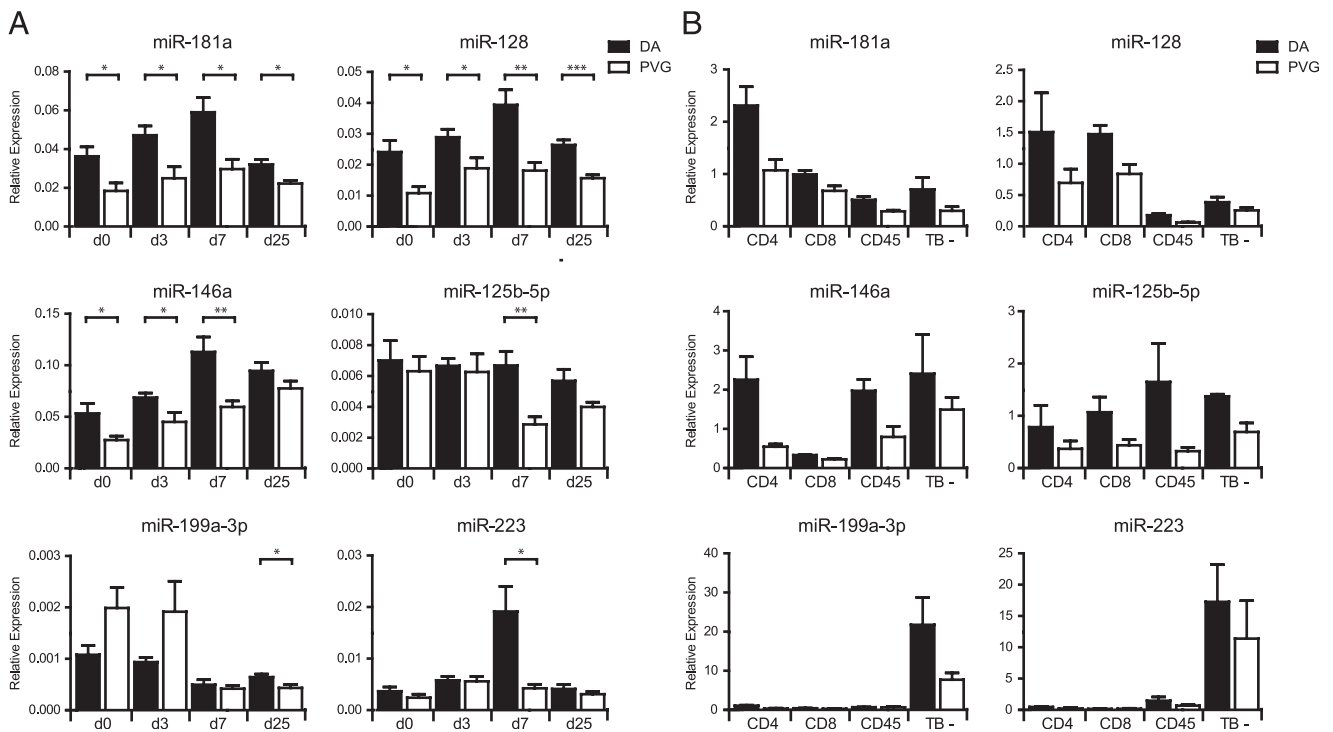 A
B
miR-181a
miR-128
DA
PVG
miR-181a
miR-128
DA
PVG
Relative Expression
0.08
0.06
0.04
0.02
0.00
* * * *
d0 d3 d7 d25
0.05
0.04
0.03
0.02
0.01
0.00
* * ** ***
d0 d3 d7 d25
Relative Expression
3
2
1
0
CD4 CD8 CD45 TB -
2.5
2.0
1.5
1.0
0.5
0.0
CD4 CD8 CD45 TB -
miR-146a
miR-125b-5p
miR-146a
miR-125b-5p
Relative Expression
0.15
0.10
0.05
0.00
* * **
d0 d3 d7 d25
0.010
0.008
0.006
0.004
0.002
0.000
**
d0 d3 d7 d25
Relative Expression
4
3
2
1
0
CD4 CD8 CD45 TB -
3
2
1
0
CD4 CD8 CD45 TB -
miR-199a-3p
miR-223
miR-199a-3p
miR-223
Relative Expression
0.003
0.002
0.001
0.000
*
d0 d3 d7 d25
0.03
0.02
0.01
0.00
*
d0 d3 d7 d25
Relative Expression
40
30
20
10
0
CD4 CD8 CD45 TB -
25
20
15
10
5
0
CD4 CD8 CD45 TB -